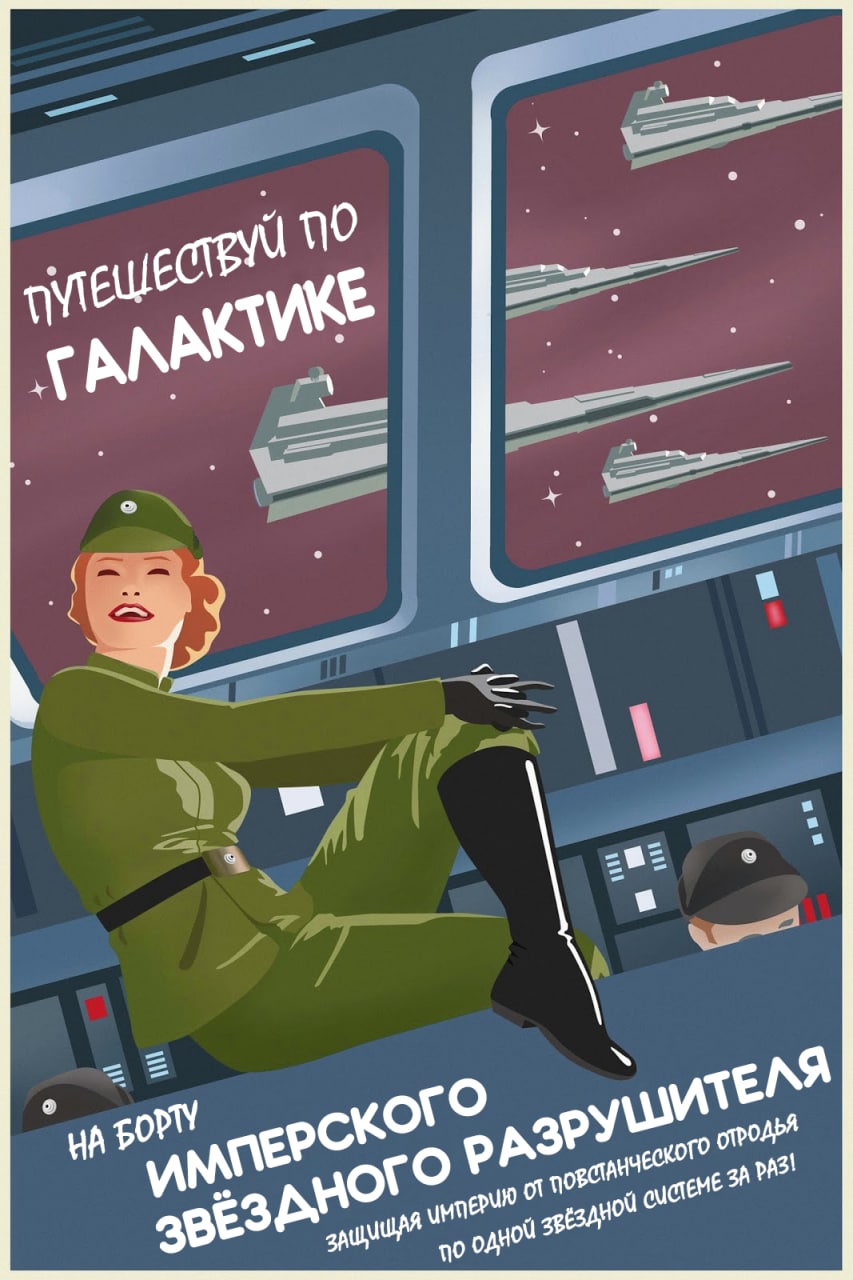 ПУТЕШЕСТВУЙ ПО
ГАЛАКТИКЕ
НА БОРТУ
ИМПЕРСКОГО
ЗВЁЗДНОГО РАЗРУШИТЕЛЯ
ЗАЩИЩАЯ ИМПЕРИЮ ОТ ПОВСТАНЧЕСКОГО ОТРОДЬЯ
ПО ОДНОЙ ЗВЁЗДНОЙ СИСТЕМЕ ЗА РАЗ!